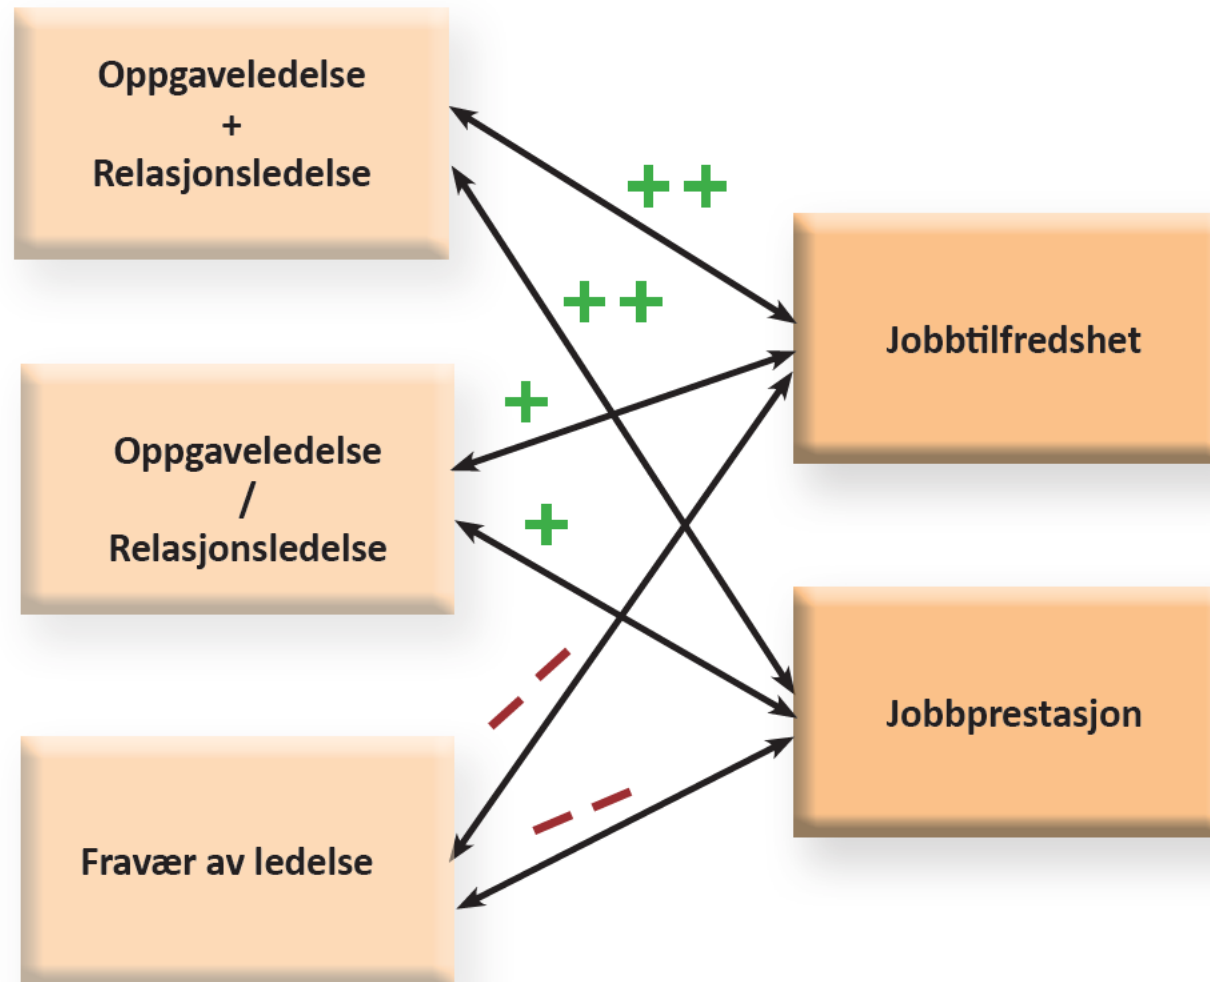 Oppgaveledelse
+
Relasjonsledelse
++
++
Jobbtilfredshet
+
Oppgaveledelse
/
Relasjonsledelse
+
– –
Jobbprestasjon
– –
Fravær av ledelse